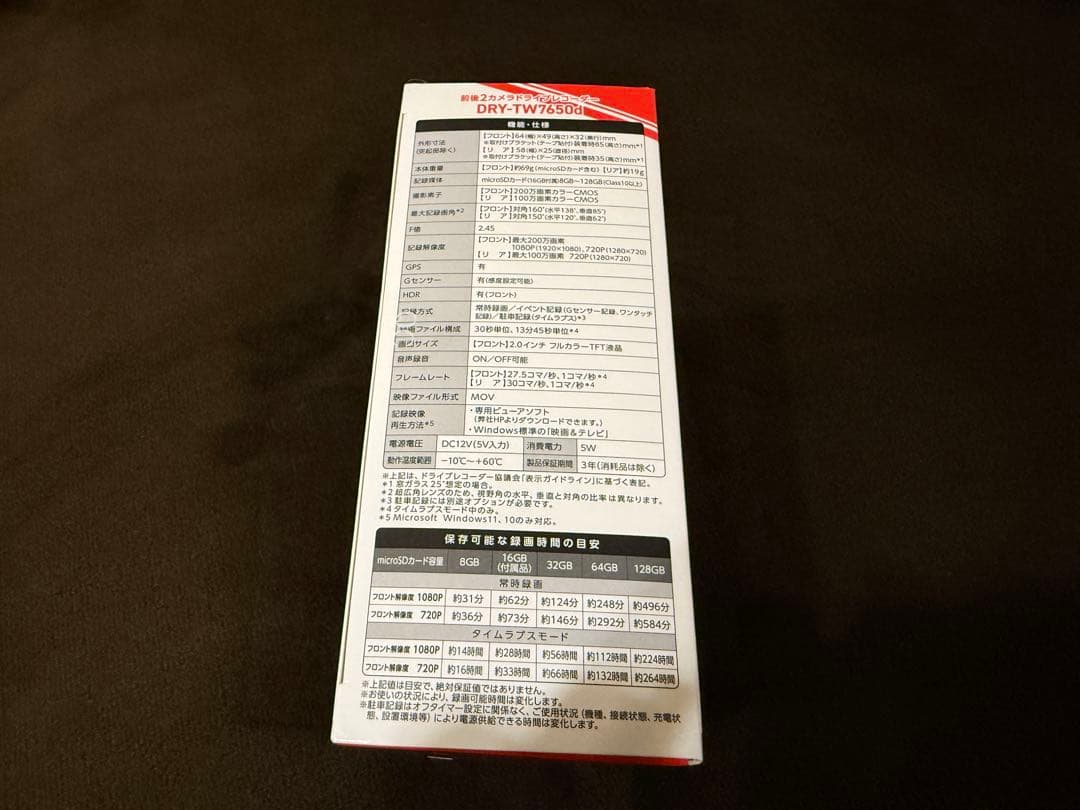 前後2カメラドライブレコーダー
DRY-TW7650d
機能・仕様
外形寸法
(突起部除く)
【フロント】64(幅)×49(高さ)×32(奥行)mm
※取付けブラケット(テープ貼付)装着時85(高さ)mm*1
【リ ア】58(幅)×25(直径)mm
※取付けブラケット(テープ貼付)装着時35(高さ)mm*1
本体重量 【フロント】約69g(microSDカード含む)【リア】約19g
記録媒体 microSDカード(16GB付属)8GB〜128GB(Class10以上)
撮影素子 【フロント】200万画素カラーCMOS
【リ ア】100万画素カラーCMOS
最大記録画角*2 【フロント】対角160°(水平138°、垂直85°)
【リ ア】対角150°(水平120°、垂直62°)
F値 2.45
記録解像度 【フロント】最大200万画素
1080P(1920×1080)、720P(1280×720)
【リ ア】最大100万画素 720P(1280×720)
GPS 有
Gセンサー 有(感度設定可能)
HDR 有(フロント)
記録方式 常時録画/イベント記録(Gセンサー記録、ワンタッチ
記録)/駐車記録(タイムラプス)*3
ファイル構成 30秒単位、13分45秒単位*4
画面サイズ 【フロント】2.0インチ フルカラーTFT液晶
音声録音 ON/OFF可能
フレームレート 【フロント】27.5コマ/秒、1コマ/秒*4
【リ ア】30コマ/秒、1コマ/秒*4
映像ファイル形式 MOV
記録映像
再生方法*5
・専用ビューアソフト
(弊社HPよりダウンロードできます。)
・Windows標準の「映画&テレビ」
電源電圧 DC12V(5V入力) 消費電力 5W
動作温度範囲 −10℃〜+60℃ 製品保証期間 3年(消耗品は除く)
※上記は、ドライブレコーダー協議会「表示ガイドライン」に基づく表記。
*1 窓ガラス25°想定の場合。
*2 超広角レンズのため、視野角の水平、垂直と対角の比率は異なります。
*3 駐車記録には別途オプションが必要です。
*4 タイムラプスモード中のみ。
*5 Microsoft Windows11、10のみ対応。
保存可能な録画時間の目安
microSDカード容量 8GB 16GB(付属品) 32GB 64GB 128GB
常時録画
フロント解像度 1080P 約31分 約62分 約124分 約248分 約496分
フロント解像度 720P 約36分 約73分 約146分 約292分 約584分
タイムラプスモード
フロント解像度 1080P 約14時間 約28時間 約56時間 約112時間 約224時間
フロント解像度 720P 約16時間 約33時間 約66時間 約132時間 約264時間
※上記値は目安で、絶対保証値ではありません。
※お使いの状況により、録画可能時間は変化します。
※駐車記録はオフタイマー設定に関係なく、ご使用状況(機種、接続状態、充電状
態、設置環境等)により電源供給できる時間は変化します。